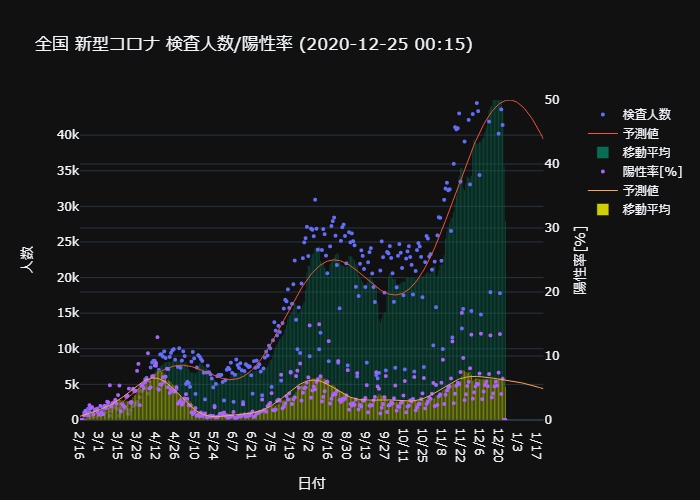 全国 新型コロナ 検査人数/陽性率 (2020-12-25 00:15)
検査人数
予測値
移動平均
陽性率[%]
予測値
移動平均
人数
40k
35k
30k
25k
20k
15k
10k
5k
0
陽性率[%]
50
40
30
20
10
0
2/16 3/1 3/15 3/29 4/12 4/26 5/10 5/24 6/7 6/21 7/5 7/19 8/2 8/16 8/30 9/13 9/27 10/11 10/25 11/8 11/22 12/6 12/20 1/3 1/17
日付